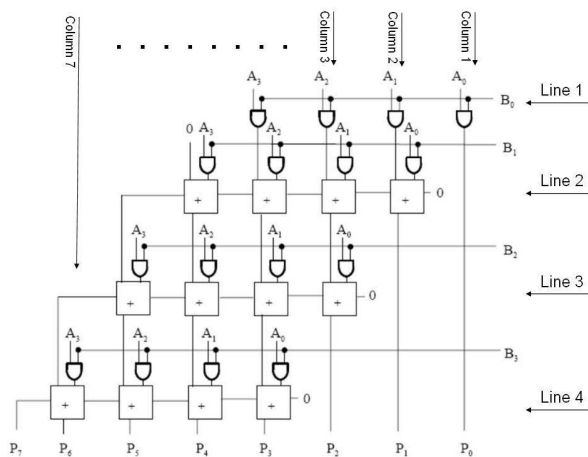 Column 7
Column 3
Column 2
Column 1
A3 A2 A1 A0
Line 1
B0
0 A3 A2 A1 A0
B1
Line 2
+ + + + 0
A3 A2 A1 A0
B2
Line 3
+ + + + 0
A3 A2 A1 A0
B3
Line 4
+ + + + 0
P7 P6 P5 P4 P3 P2 P1 P0